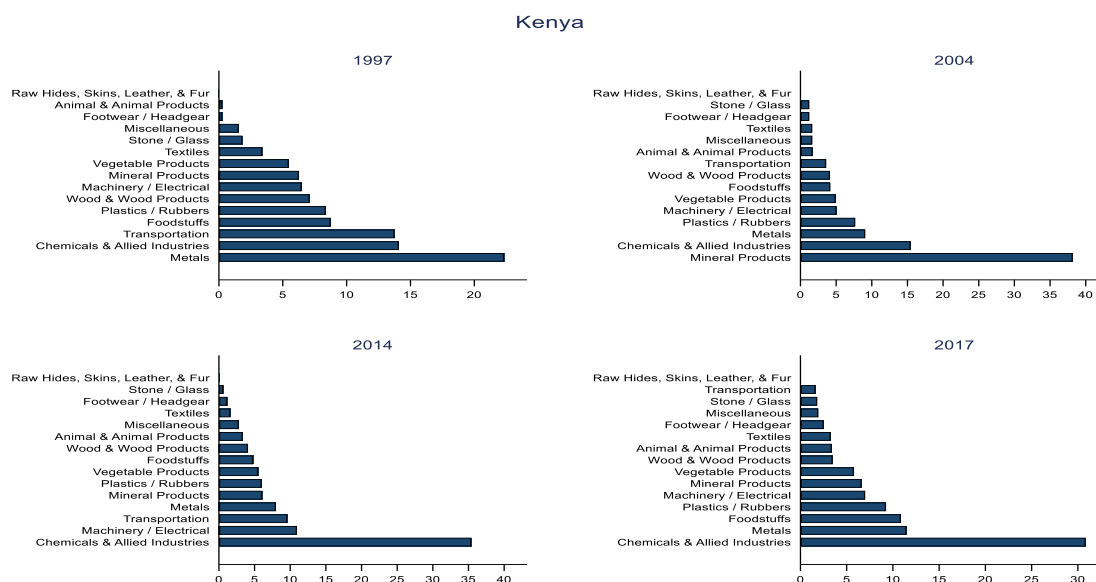 Kenya
1997
Raw Hides, Skins, Leather, & Fur
Animal & Animal Products
Footwear / Headgear
Miscellaneous
Stone / Glass
Textiles
Vegetable Products
Mineral Products
Machinery / Electrical
Wood & Wood Products
Plastics / Rubbers
Foodstuffs
Transportation
Chemicals & Allied Industries
Metals
0 5 10 15 20
2004
Raw Hides, Skins, Leather, & Fur
Stone / Glass
Footwear / Headgear
Textiles
Miscellaneous
Animal & Animal Products
Transportation
Wood & Wood Products
Foodstuffs
Vegetable Products
Machinery / Electrical
Plastics / Rubbers
Metals
Chemicals & Allied Industries
Mineral Products
0 5 10 15 20 25 30 35 40
2014
Raw Hides, Skins, Leather, & Fur
Stone / Glass
Footwear / Headgear
Textiles
Miscellaneous
Animal & Animal Products
Wood & Wood Products
Foodstuffs
Vegetable Products
Plastics / Rubbers
Mineral Products
Metals
Transportation
Machinery / Electrical
Chemicals & Allied Industries
0 5 10 15 20 25 30 35 40
2017
Raw Hides, Skins, Leather, & Fur
Transportation
Stone / Glass
Miscellaneous
Footwear / Headgear
Textiles
Animal & Animal Products
Wood & Wood Products
Vegetable Products
Mineral Products
Machinery / Electrical
Plastics / Rubbers
Foodstuffs
Metals
Chemicals & Allied Industries
0 5 10 15 20 25 30